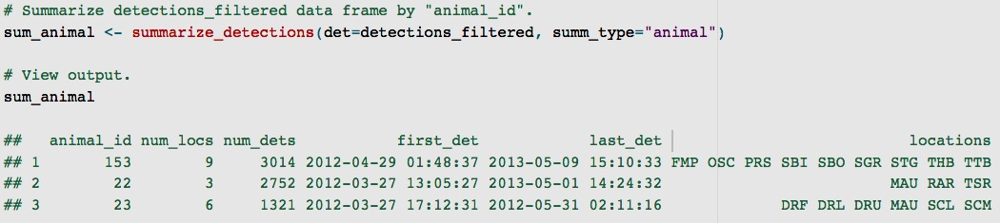 # Summarize detections_filtered data frame by "animal_id".
sum_animal <- summarize_detections(det=detections_filtered, summ_type="animal")
# View output.
sum_animal
##   animal_id num_locs num_dets           first_det            last_det                            locations
## 1       153        9     3014 2012-04-29 01:48:37 2013-05-09 15:10:33 FMP OSC PRS SBI SBO SGR STG THB TTB
## 2        22        3     2752 2012-03-27 13:05:27 2013-05-01 14:24:32                         MAU RAR TSR
## 3        23        6     1321 2012-03-27 17:12:31 2012-05-31 02:11:16             DRF DRL DRU MAU SCL SCM